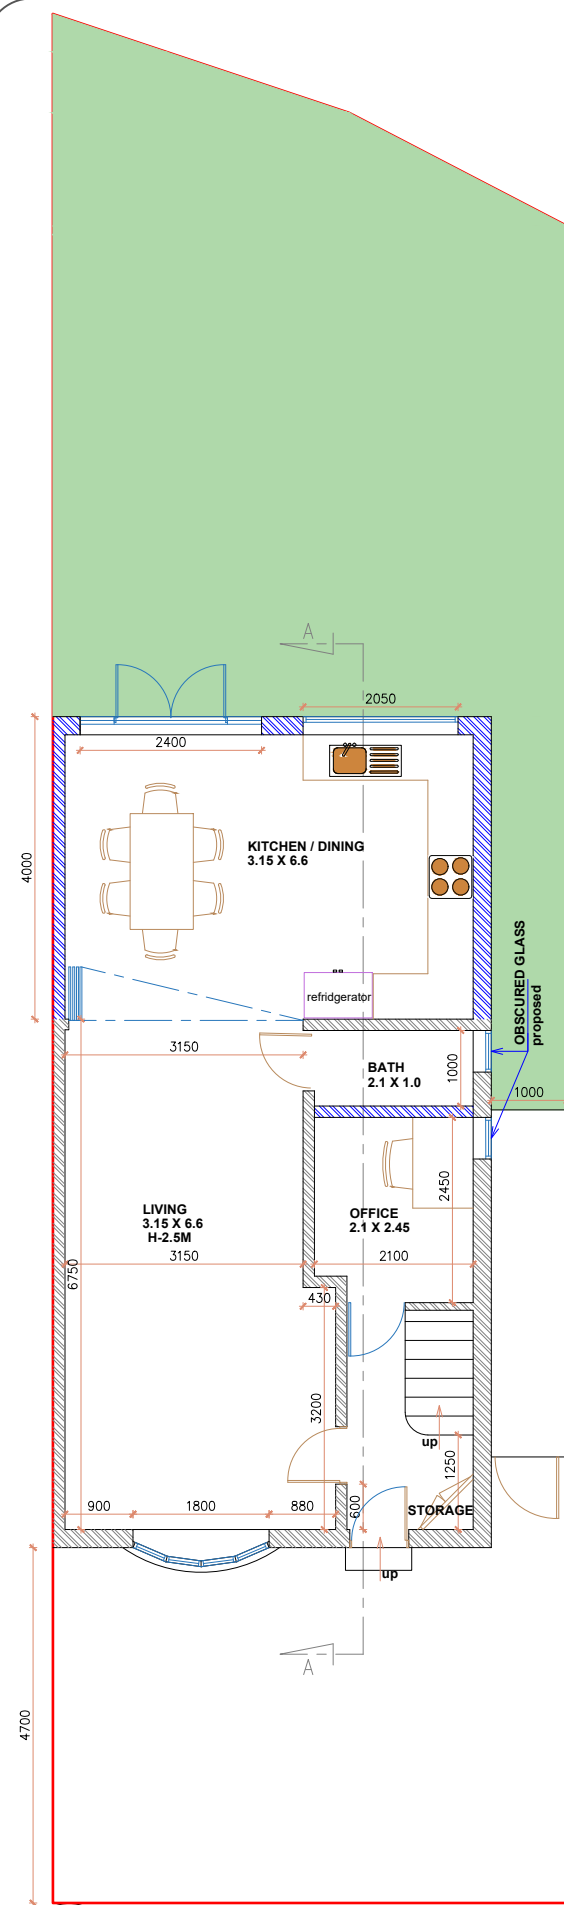 A
2050
2400
KITCHEN / DINING
3.15 X 6.6
4000
refridgerator
OBSCURED GLASS
proposed
3150
BATH
2.1 X 1.0
1000
1000
LIVING
3.15 X 6.6
H-2.5M
OFFICE
2.1 X 2.45
2450
3150
2100
6750
430
3200
up
1250
900
1800
880
600
STORAGE
up
A
4700